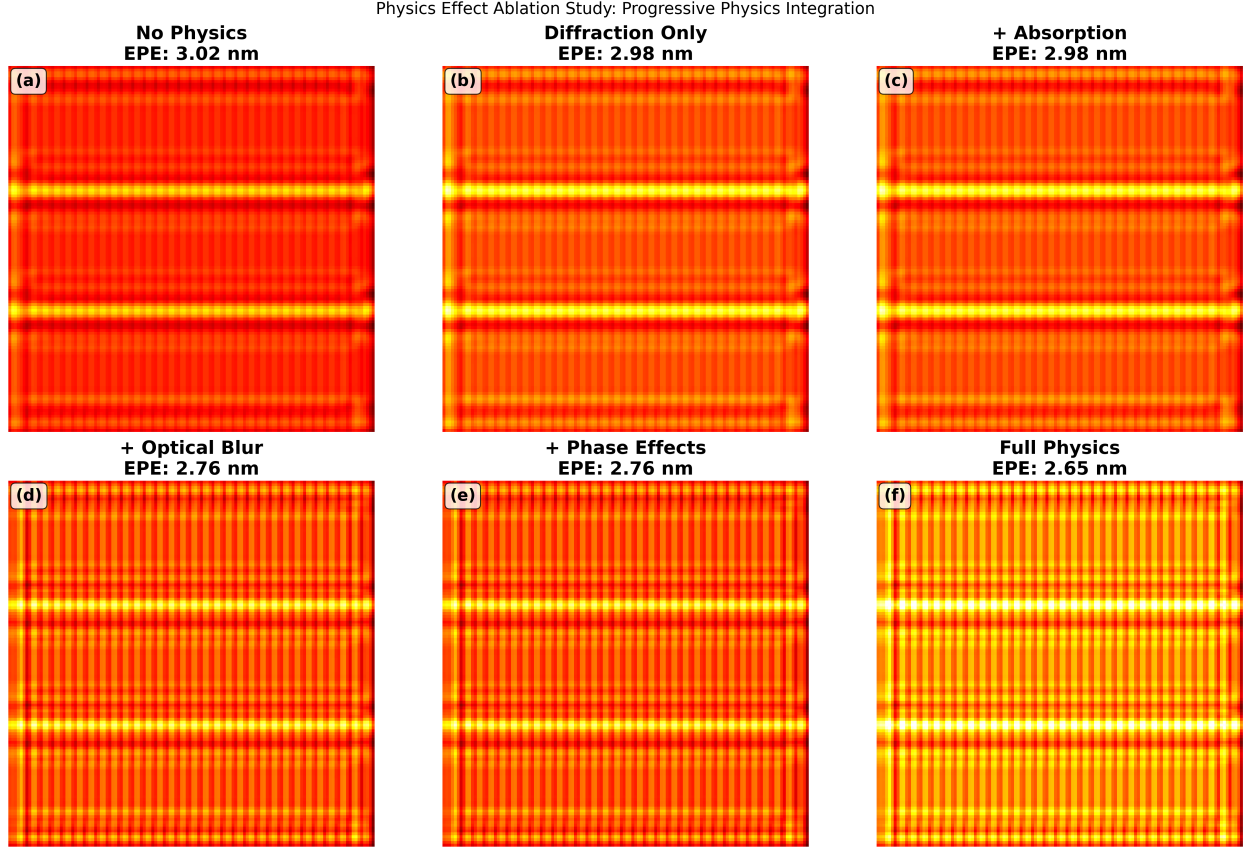 Physics Effect Ablation Study: Progressive Physics Integration
No Physics
EPE: 3.02 nm
Diffraction Only
EPE: 2.98 nm
+ Absorption
EPE: 2.98 nm
(a)
(b)
(c)
+ Optical Blur
EPE: 2.76 nm
+ Phase Effects
EPE: 2.76 nm
Full Physics
EPE: 2.65 nm
(d)
(e)
(f)